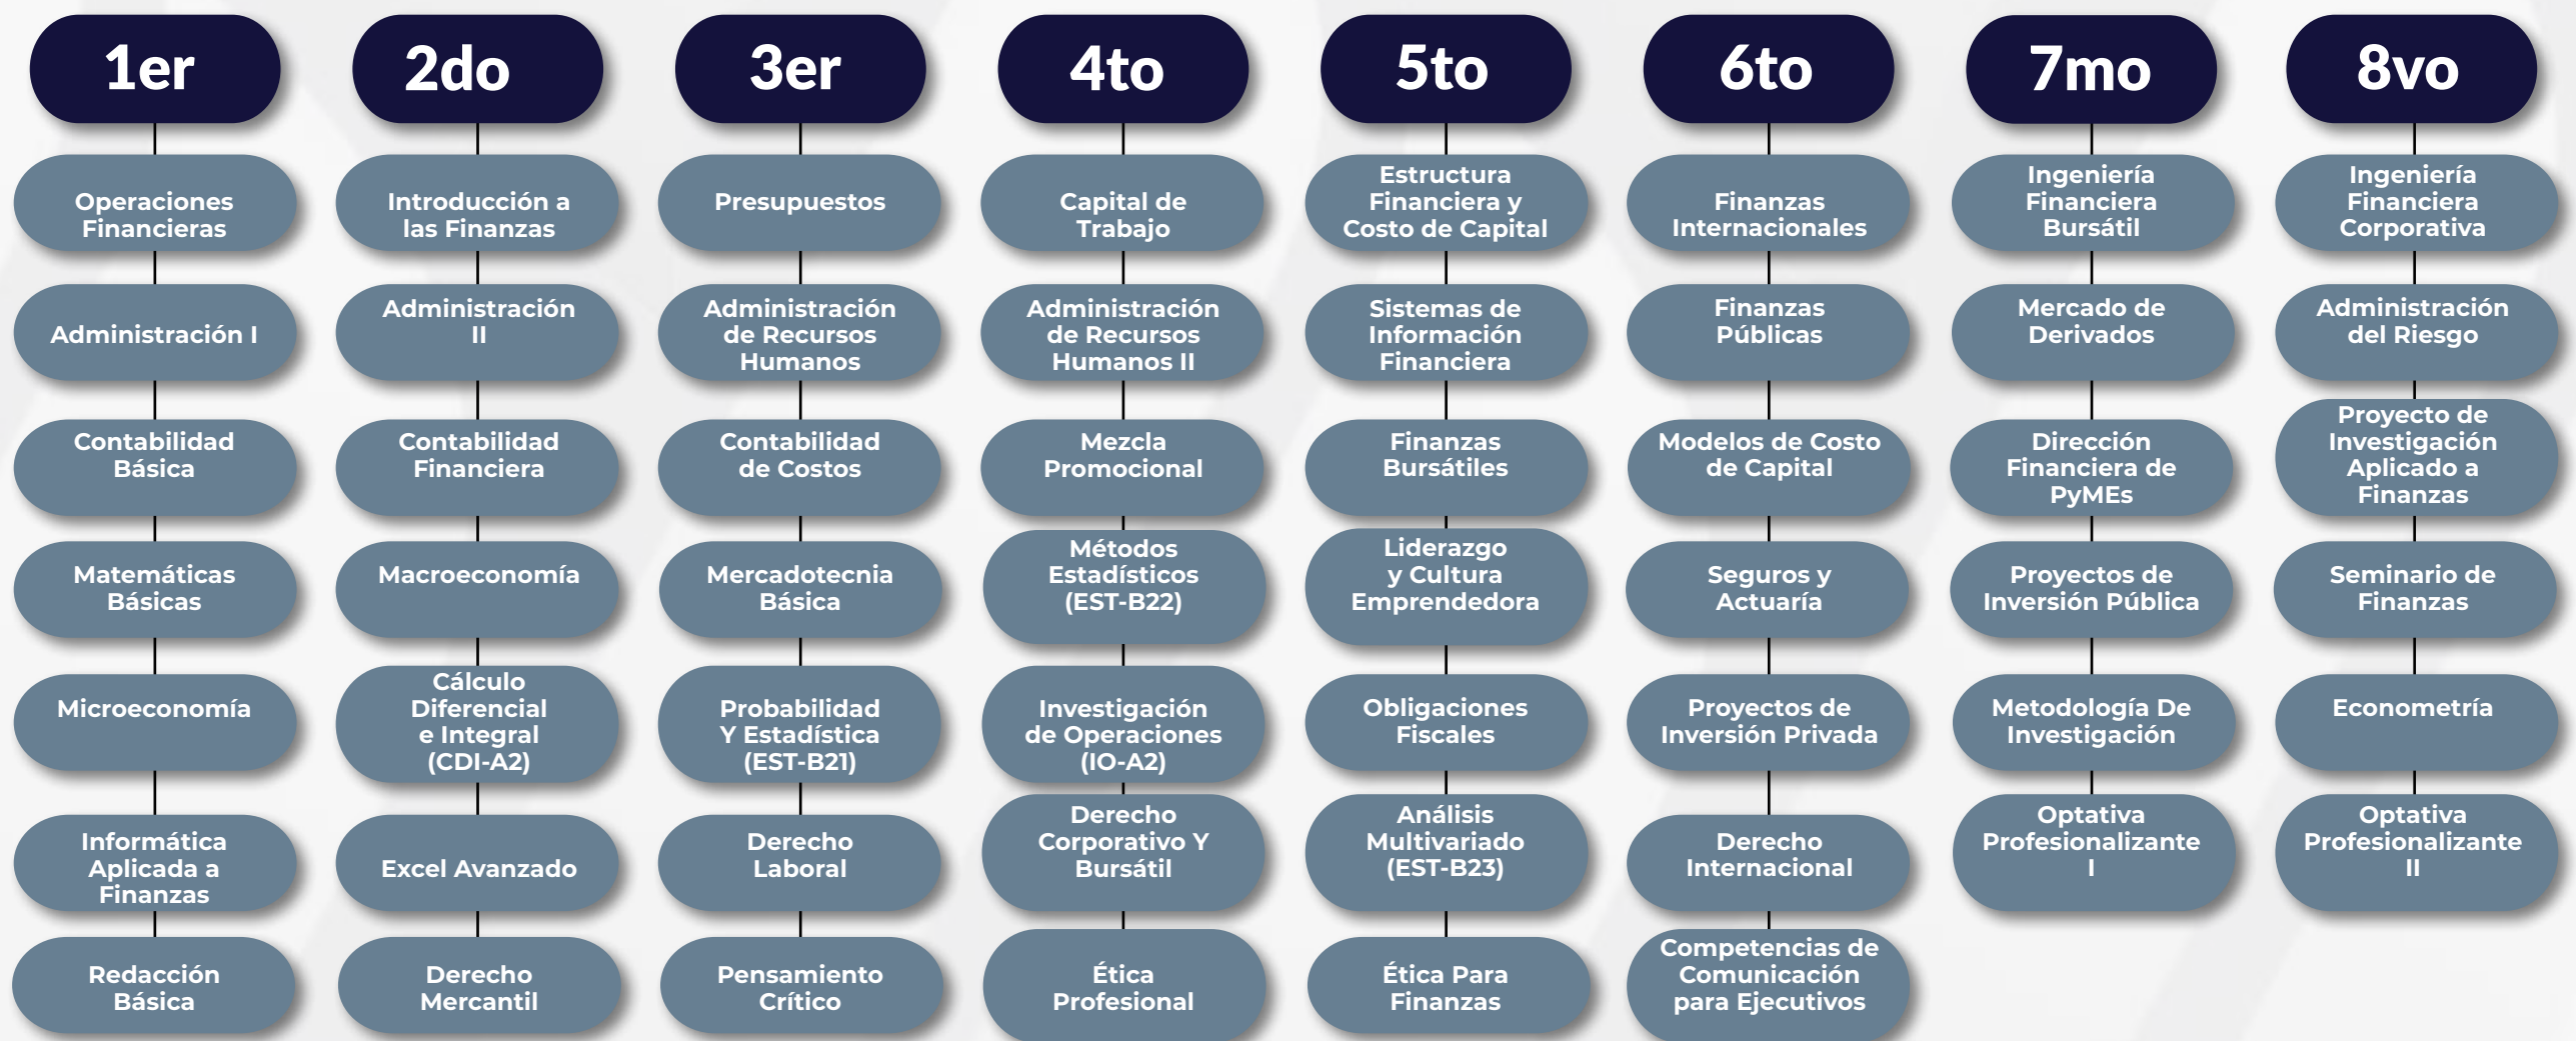 1er
Operaciones
Financieras
Administración I
Contabilidad
Básica
Matemáticas
Básicas
Microeconomía
Informática
Aplicada a
Finanzas
Redacción
Básica
2do
Introducción a
las Finanzas
Administración
II
Contabilidad
Financiera
Macroeconomía
Cálculo
Diferencial
e Integral
(CDI-A2)
Excel Avanzado
Derecho
Mercantil
3er
Presupuestos
Administración
de Recursos
Humanos
Contabilidad
de Costos
Mercadotecnia
Básica
Probabilidad
Y Estadística
(EST-B21)
Derecho
Laboral
Pensamiento
Crítico
4to
Capital de
Trabajo
Administración
de Recursos
Humanos II
Mezcla
Promocional
Métodos
Estadísticos
(EST-B22)
Investigación
de Operaciones
(IO-A2)
Derecho
Corporativo Y
Bursátil
Ética
Profesional
5to
Estructura
Financiera y
Costo de Capital
Sistemas de
Información
Financiera
Finanzas
Bursátiles
Liderazgo
y Cultura
Emprendedora
Obligaciones
Fiscales
Análisis
Multivariado
(EST-B23)
Ética Para
Finanzas
6to
Finanzas
Internacionales
Finanzas
Públicas
Modelos de Costo
de Capital
Seguros y
Actuaría
Proyectos de
Inversión Privada
Derecho
Internacional
Competencias de
Comunicación
para Ejecutivos
7mo
Ingeniería
Financiera
Bursátil
Mercado de
Derivados
Dirección
Financiera de
PyMEs
Proyectos de
Inversión Pública
Metodología De
Investigación
Optativa
Profesionalizante
I
8vo
Ingeniería
Financiera
Corporativa
Administración
del Riesgo
Proyecto de
Investigación
Aplicado a
Finanzas
Seminario de
Finanzas
Econometría
Optativa
Profesionalizante
II